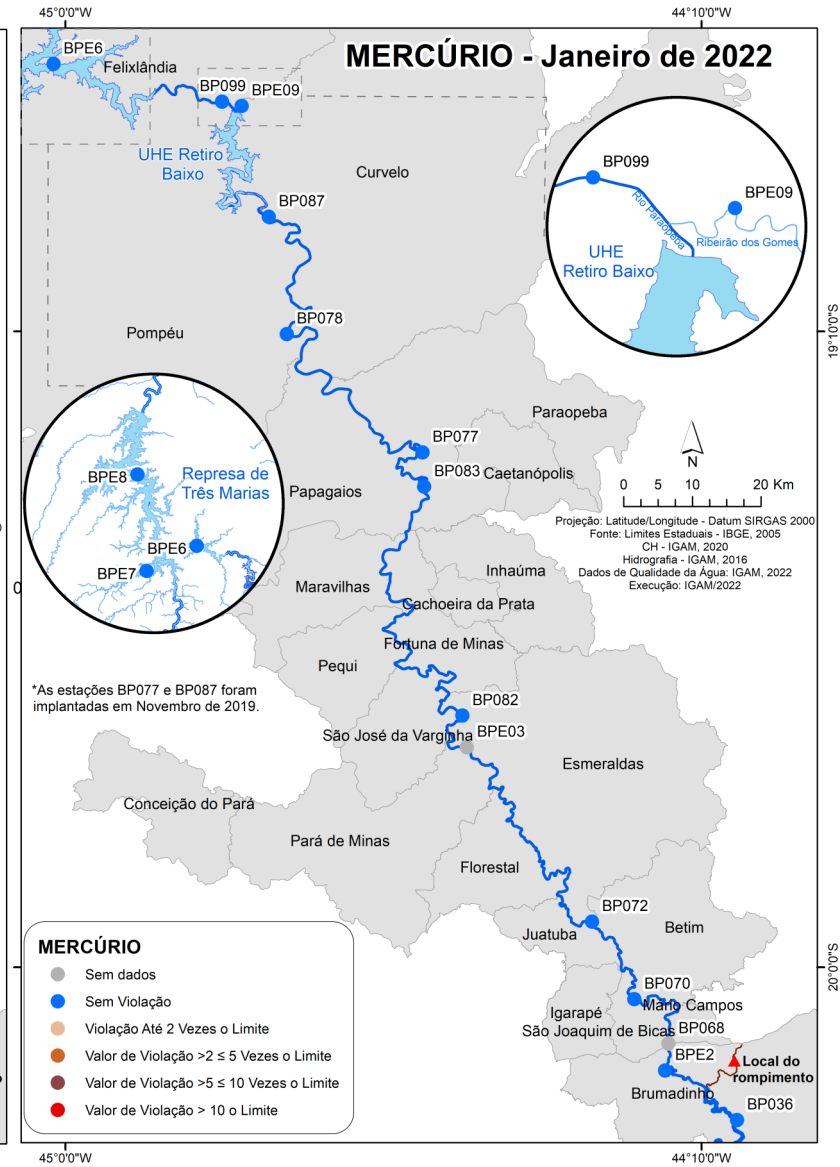 45°0'0"W
44°10'0"W
MERCÚRIO - Janeiro de 2022
BPE6
Felixlândia
BP099
BPE09
UHE Retiro
Baixo
Curvelo
BP087
BP099
BPE09
Rio Paraopeba
Ribeirão dos Gomes
UHE
Retiro Baixo
BP078
Pompéu
19°10'0"S
Paraopeba
BP077
Caetanópolis
BP083
Papagaios
N
0 5 10 20 Km
Projeção: Latitude/Longitude - Datum SIRGAS 2000
Fonte: Limites Estaduais - IBGE, 2005
CH - IGAM, 2020
Hidrografia - IGAM, 2016
Dados de Qualidade da Água: IGAM, 2022
Execução: IGAM/2022
BPE8
Represa de
Três Marias
BPE6
BPE7
Inhaúma
Maravilhas
Cachoeira da Prata
Fortuna de Minas
Pequi
*As estações BP077 e BP087 foram
implantadas em Novembro de 2019.
BP082
São José da Varginha
BPE03
Esmeraldas
Conceição do Pará
Pará de Minas
Florestal
BP072
Juatuba
Betim
BP070
Mário Campos
Igarapé
São Joaquim de Bicas
BP068
BPE2
Local do
rompimento
Brumadinho
BP036
20°0'0"S
MERCÚRIO
Sem dados
Sem Violação
Violação Até 2 Vezes o Limite
Valor de Violação >2 ≤ 5 Vezes o Limite
Valor de Violação >5 ≤ 10 Vezes o Limite
Valor de Violação > 10 o Limite
45°0'0"W
44°10'0"W